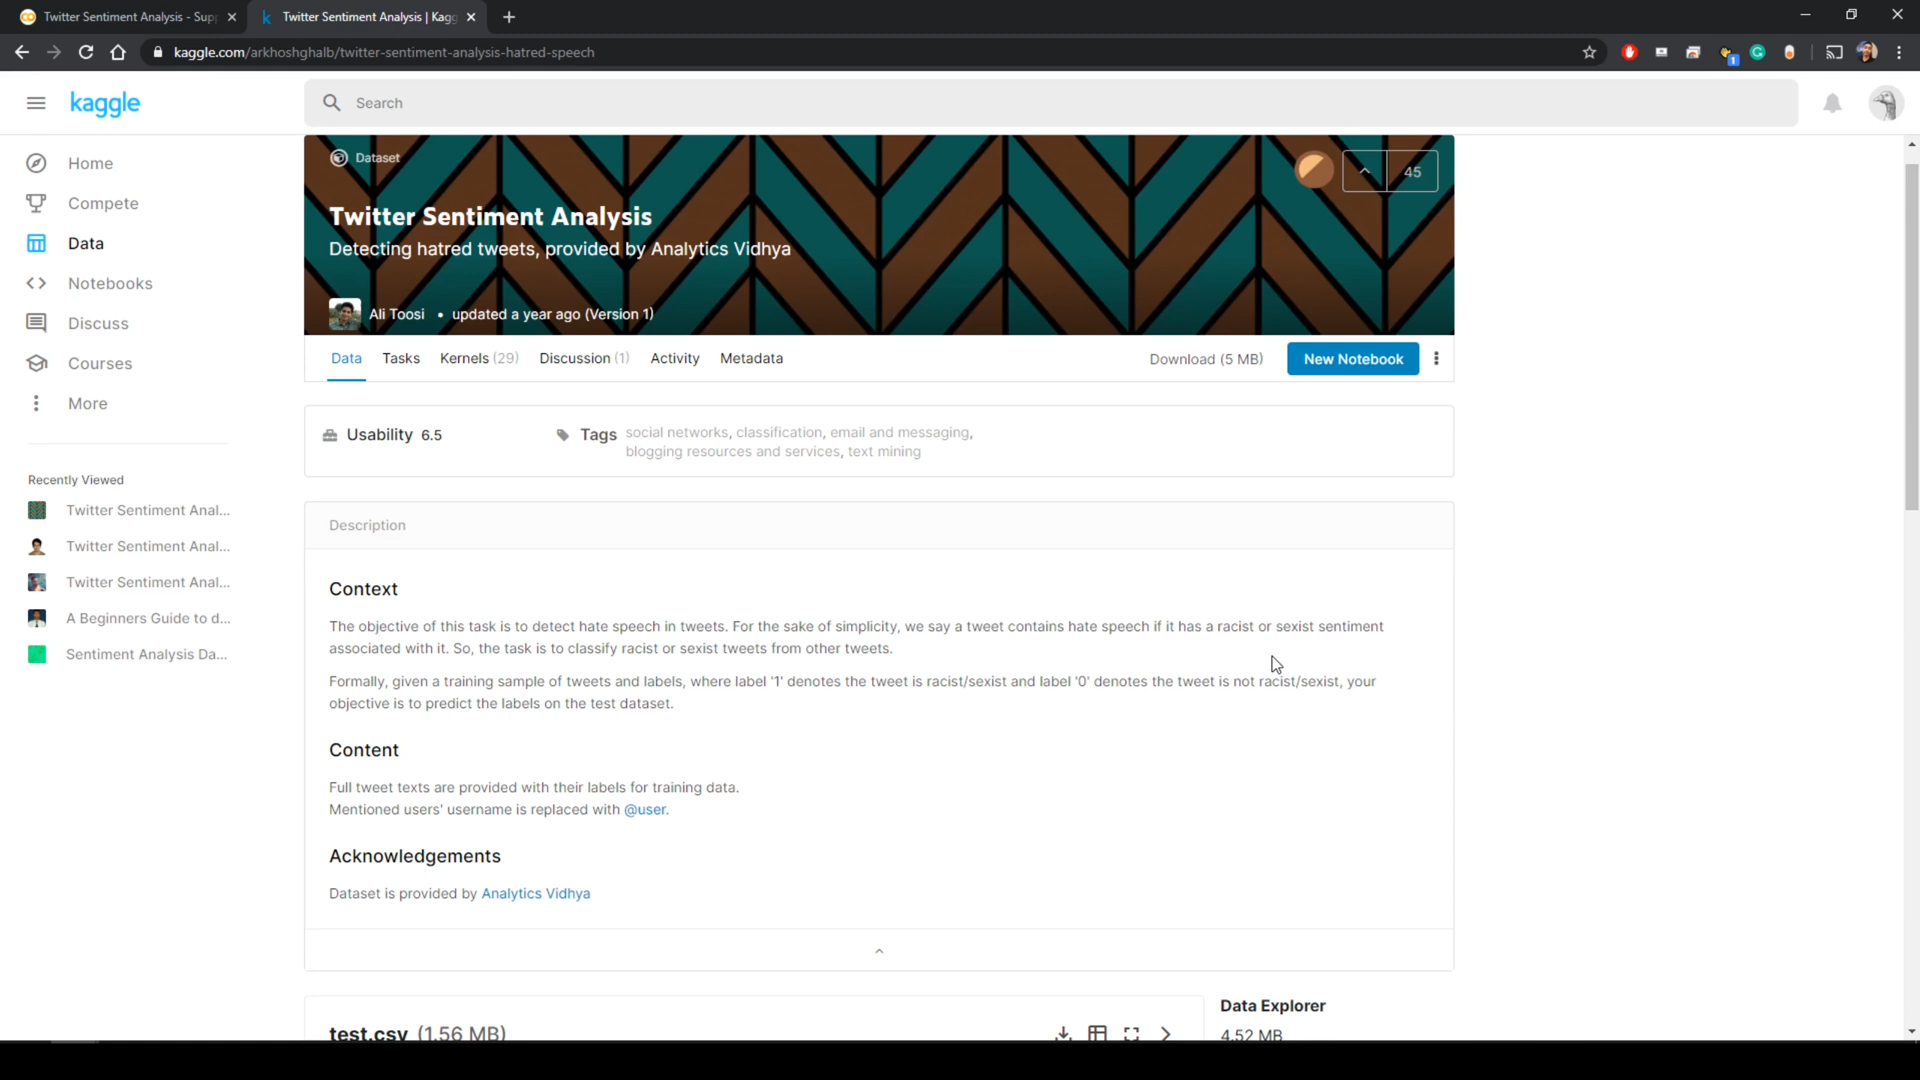 Twitter Sentiment Analysis - Sup
Twitter Sentiment Analysis | Kagg
kaggle.com/arkhoshghalb/twitter-sentiment-analysis-hatred-speech
1
kaggle
Search
Home
Compete
Data
Notebooks
Discuss
Courses
More
Recently Viewed
Twitter Sentiment Anal...
Twitter Sentiment Anal...
Twitter Sentiment Anal...
A Beginners Guide to d...
Sentiment Analysis Da...
Dataset
45
Twitter Sentiment Analysis
Detecting hatred tweets, provided by Analytics Vidhya
Ali Toosi • updated a year ago (Version 1)
Data Tasks Kernels (29) Discussion (1) Activity Metadata Download (5 MB) New Notebook
Usability 6.5
Tags social networks, classification, email and messaging,
blogging resources and services, text mining
Description
Context
The objective of this task is to detect hate speech in tweets. For the sake of simplicity, we say a tweet contains hate speech if it has a racist or sexist sentiment
associated with it. So, the task is to classify racist or sexist tweets from other tweets.
Formally, given a training sample of tweets and labels, where label '1' denotes the tweet is racist/sexist and label '0' denotes the tweet is not racist/sexist, your
objective is to predict the labels on the test dataset.
Content
Full tweet texts are provided with their labels for training data.
Mentioned users' username is replaced with @user.
Acknowledgements
Dataset is provided by Analytics Vidhya
test.csv (1.56 MB)
Data Explorer
4.52 MB